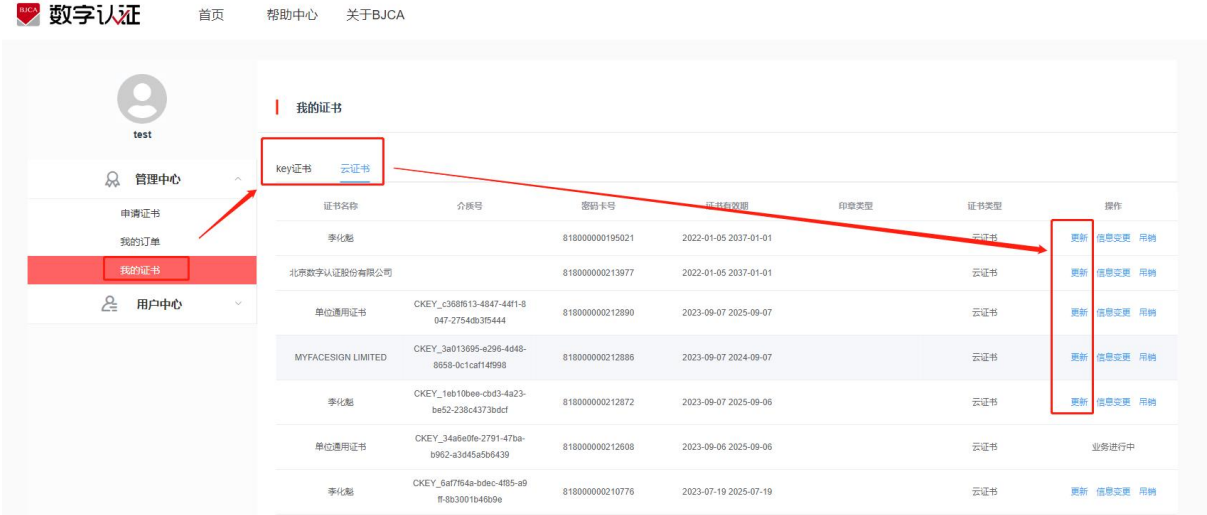 BJCA 数字认证 首页 帮助中心 关于BJCA
test
管理中心
申请证书
我的订单
我的证书
用户中心
我的证书
key证书 云证书
证书名称 介质号 密码卡号 证书有效期 印章类型 证书类型 操作
李化魁 818000000195021 2022-01-05 2037-01-01 云证书 更新 信息变更 吊销
北京数字认证股份有限公司 818000000213977 2022-01-05 2037-01-01 云证书 更新 信息变更 吊销
单位通用证书 CKEY_c368f613-4847-44f1-8 818000000212890 2023-09-07 2025-09-07 云证书 更新 信息变更 吊销
047-2754db3f5444
MYFACESIGN LIMITED CKEY_3a013695-e296-4d48- 818000000212886 2023-09-07 2024-09-07 云证书 更新 信息变更 吊销
8658-0c1caf14f998
李化魁 CKEY_1eb10bee-cbd3-4a23- 818000000212872 2023-09-07 2025-09-06 云证书 更新 信息变更 吊销
be52-238c4373bdcf
单位通用证书 CKEY_34a6e0fe-2791-47ba- 818000000212608 2023-09-06 2025-09-06 云证书 业务进行中
b962-a3d45a5b6439
李化魁 CKEY_6af7f64a-bdec-4f85-a9 818000000210776 2023-07-19 2025-07-19 云证书 更新 信息变更 吊销
ff-8b3001b46b9e